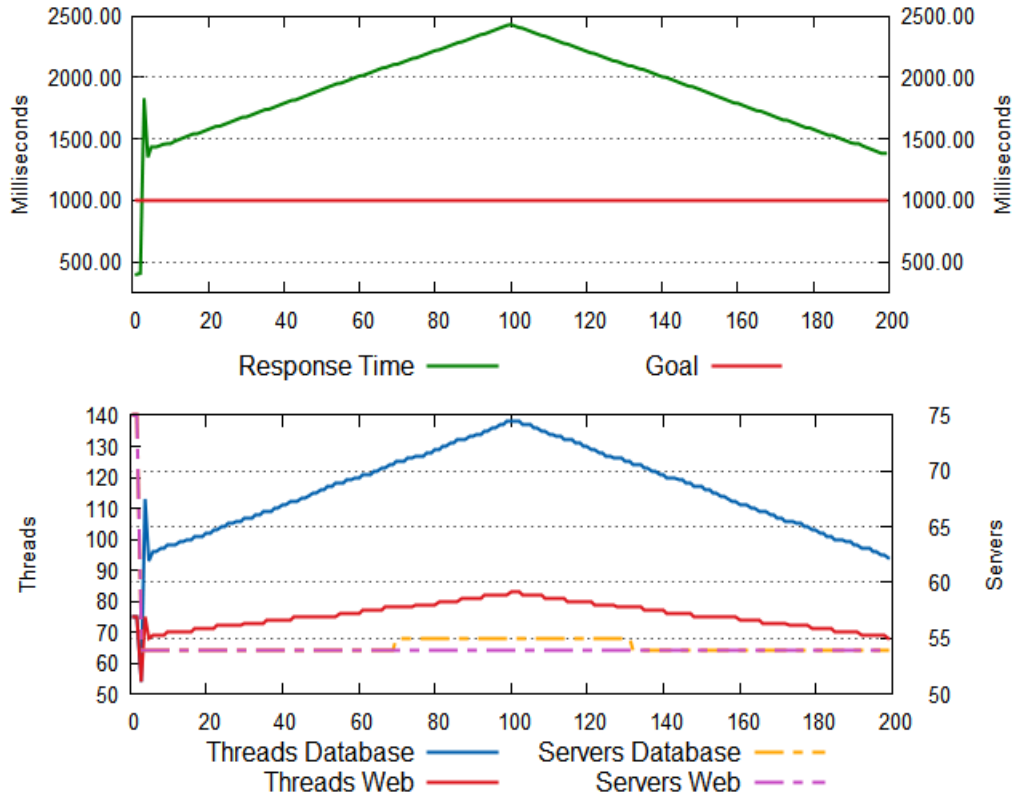 2500.00 2500.00
2000.00 2000.00
1500.00 1500.00
1000.00 1000.00
500.00 500.00
Milliseconds
Milliseconds
0 20 40 60 80 100 120 140 160 180 200
Response Time Goal
140 75
130
120 70
110
100 65
90
80 60
70 55
60
50 50
Threads
Servers
0 20 40 60 80 100 120 140 160 180 200
Threads Database Servers Database
Threads Web Servers Web